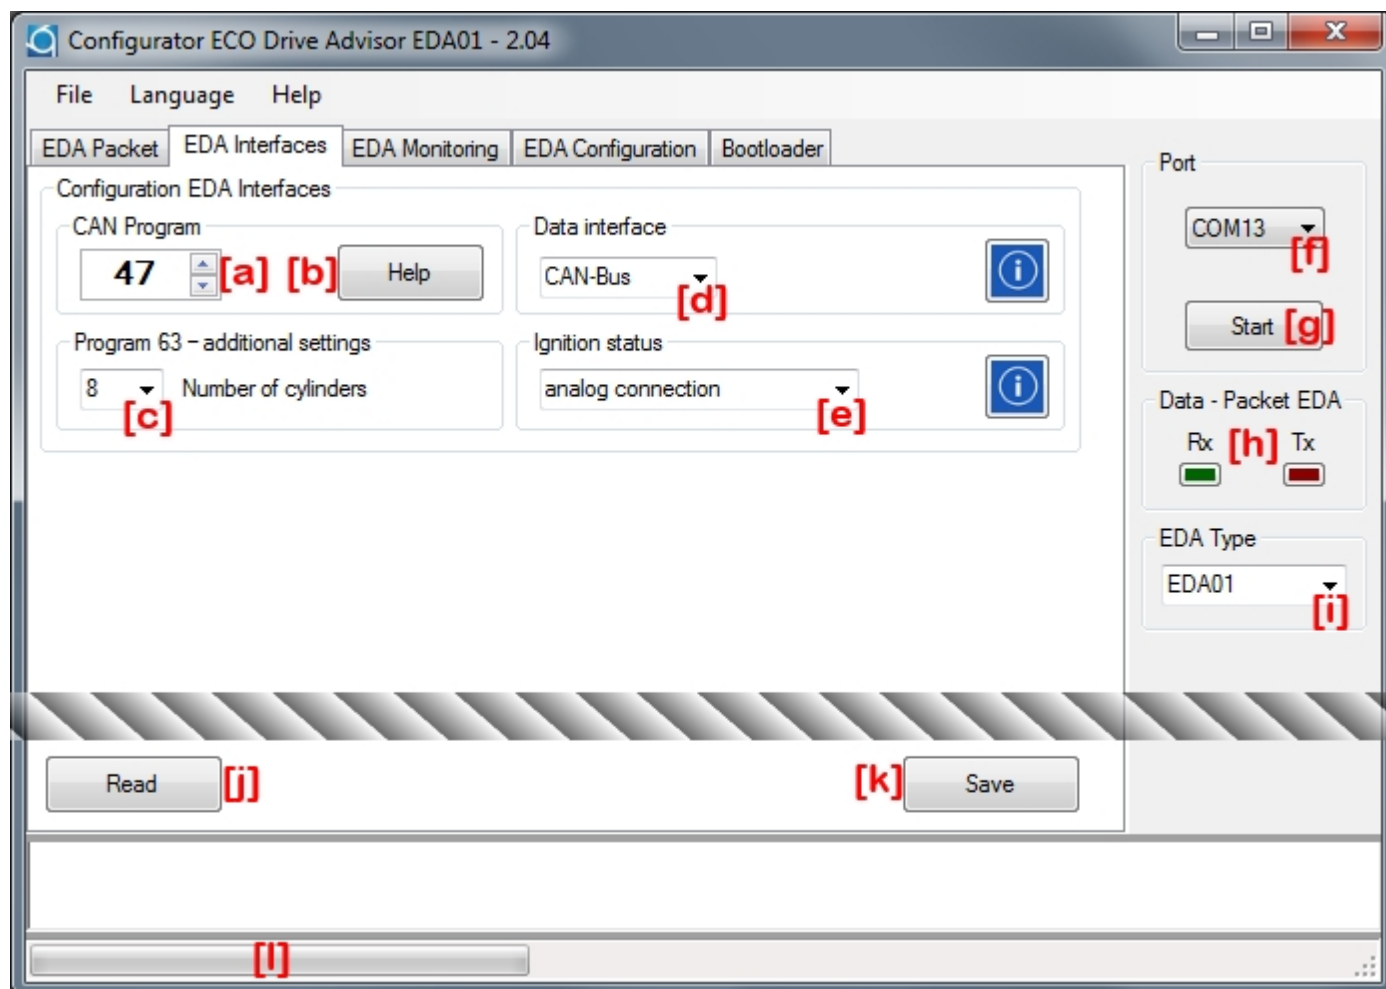 Configurator ECO Drive Advisor EDA01 - 2.04
File Language Help
EDA Packet EDA Interfaces EDA Monitoring EDA Configuration Bootloader
Configuration EDA Interfaces
CAN Program
47 [a] [b] Help
Data interface
CAN-Bus [d]
Program 63 – additional settings
8 [c] Number of cylinders
Ignition status
analog connection [e]
Port
COM13 [f]
Start [g]
Data - Packet EDA
Rx [h] Tx
EDA Type
EDA01 [i]
Read [j] [k] Save
[l]